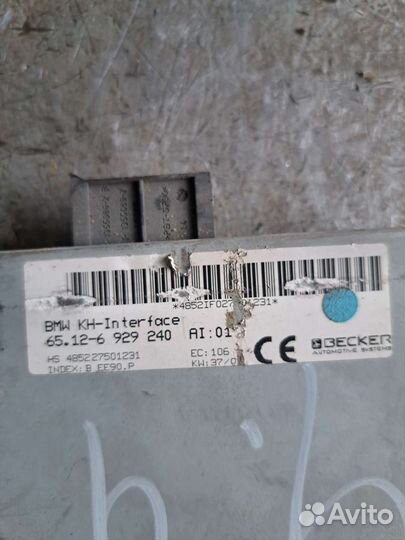 BMW KH-Interface
65.12-6 929 240 AI:01
HS 485227501231 EC: 106
INDEX: B EE90.P KW: 37/0
BECKER
AUTOMOTIVE SYSTEMS
CE
Avito